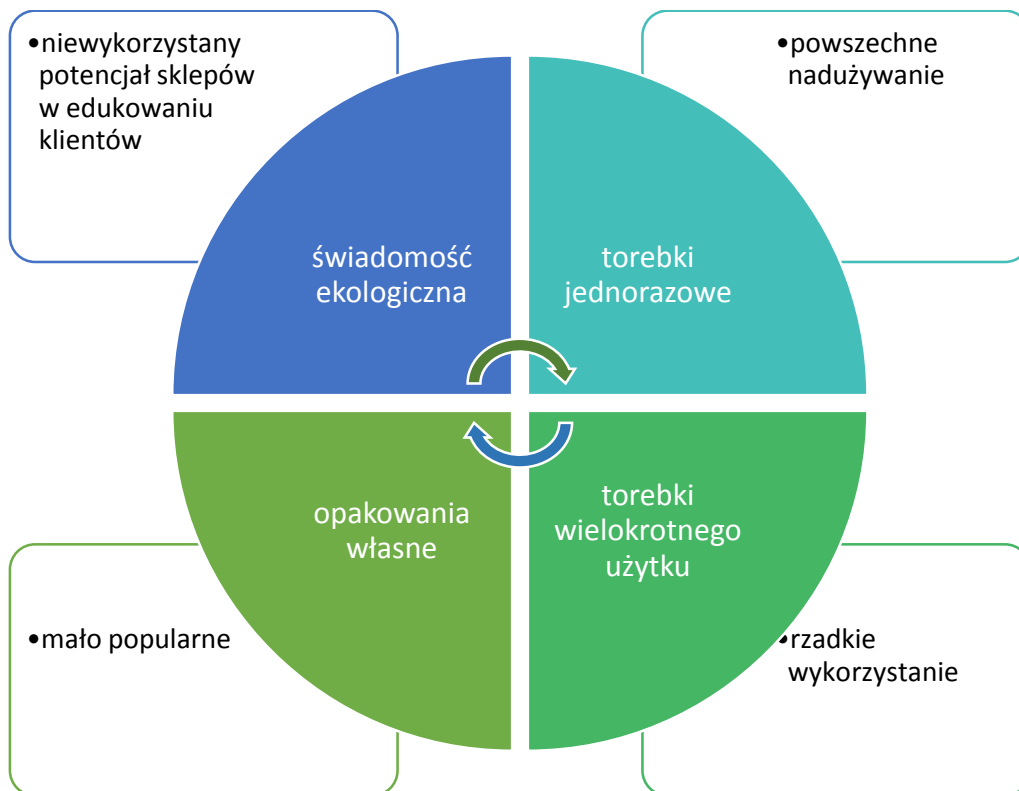 •niewykorzystany
potencjał sklepów
w edukowaniu
klientów
•powszechne
nadużywanie
świadomość
ekologiczna
torebki
jednorazowe
opakowania
własne
torebki
wielokrotnego
użytku
•mało popularne
•rzadkie
wykorzystanie